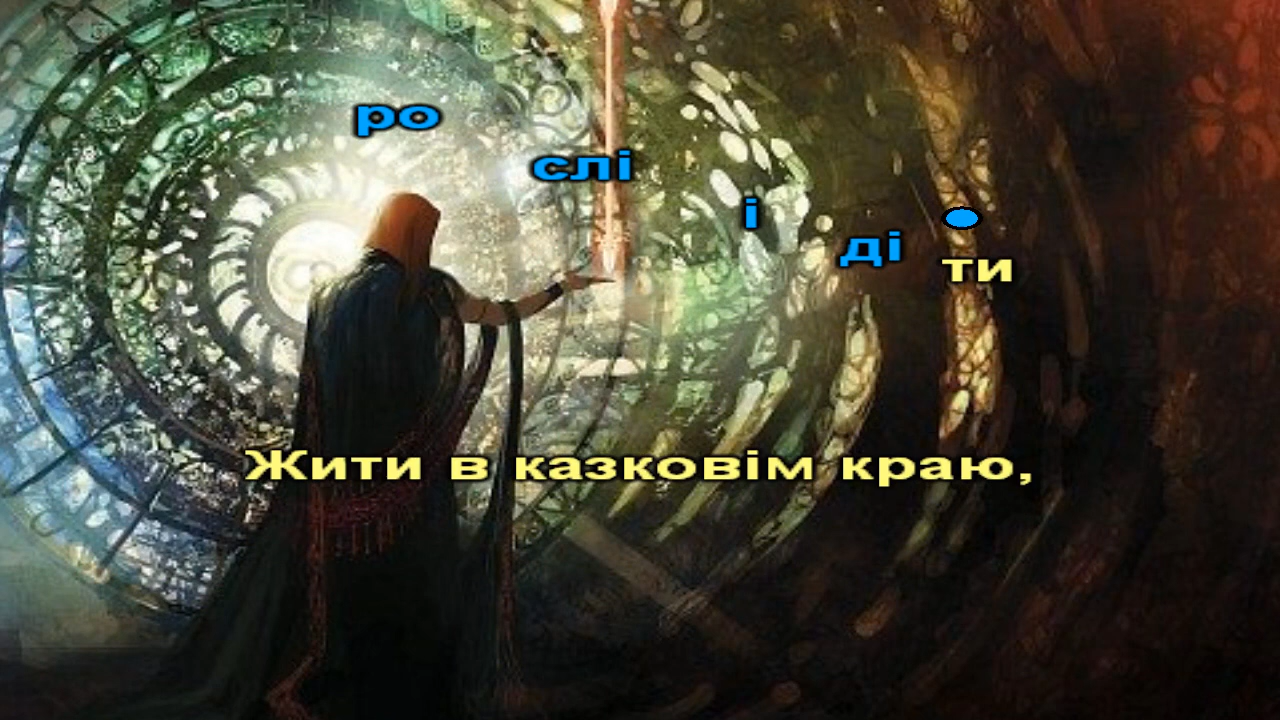 ро слі і ді ти
Жити в казковім краю,